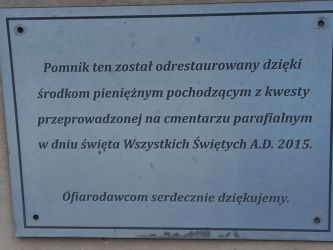 Pomnik ten został odrestaurowany dzięki
środkom pieniężnym pochodzącym z kwesty
przeprowadzonej na cmentarzu parafialnym
w dniu święta Wszystkich Świętych A.D. 2015.
Ofiarodawcom serdecznie dziękujemy.